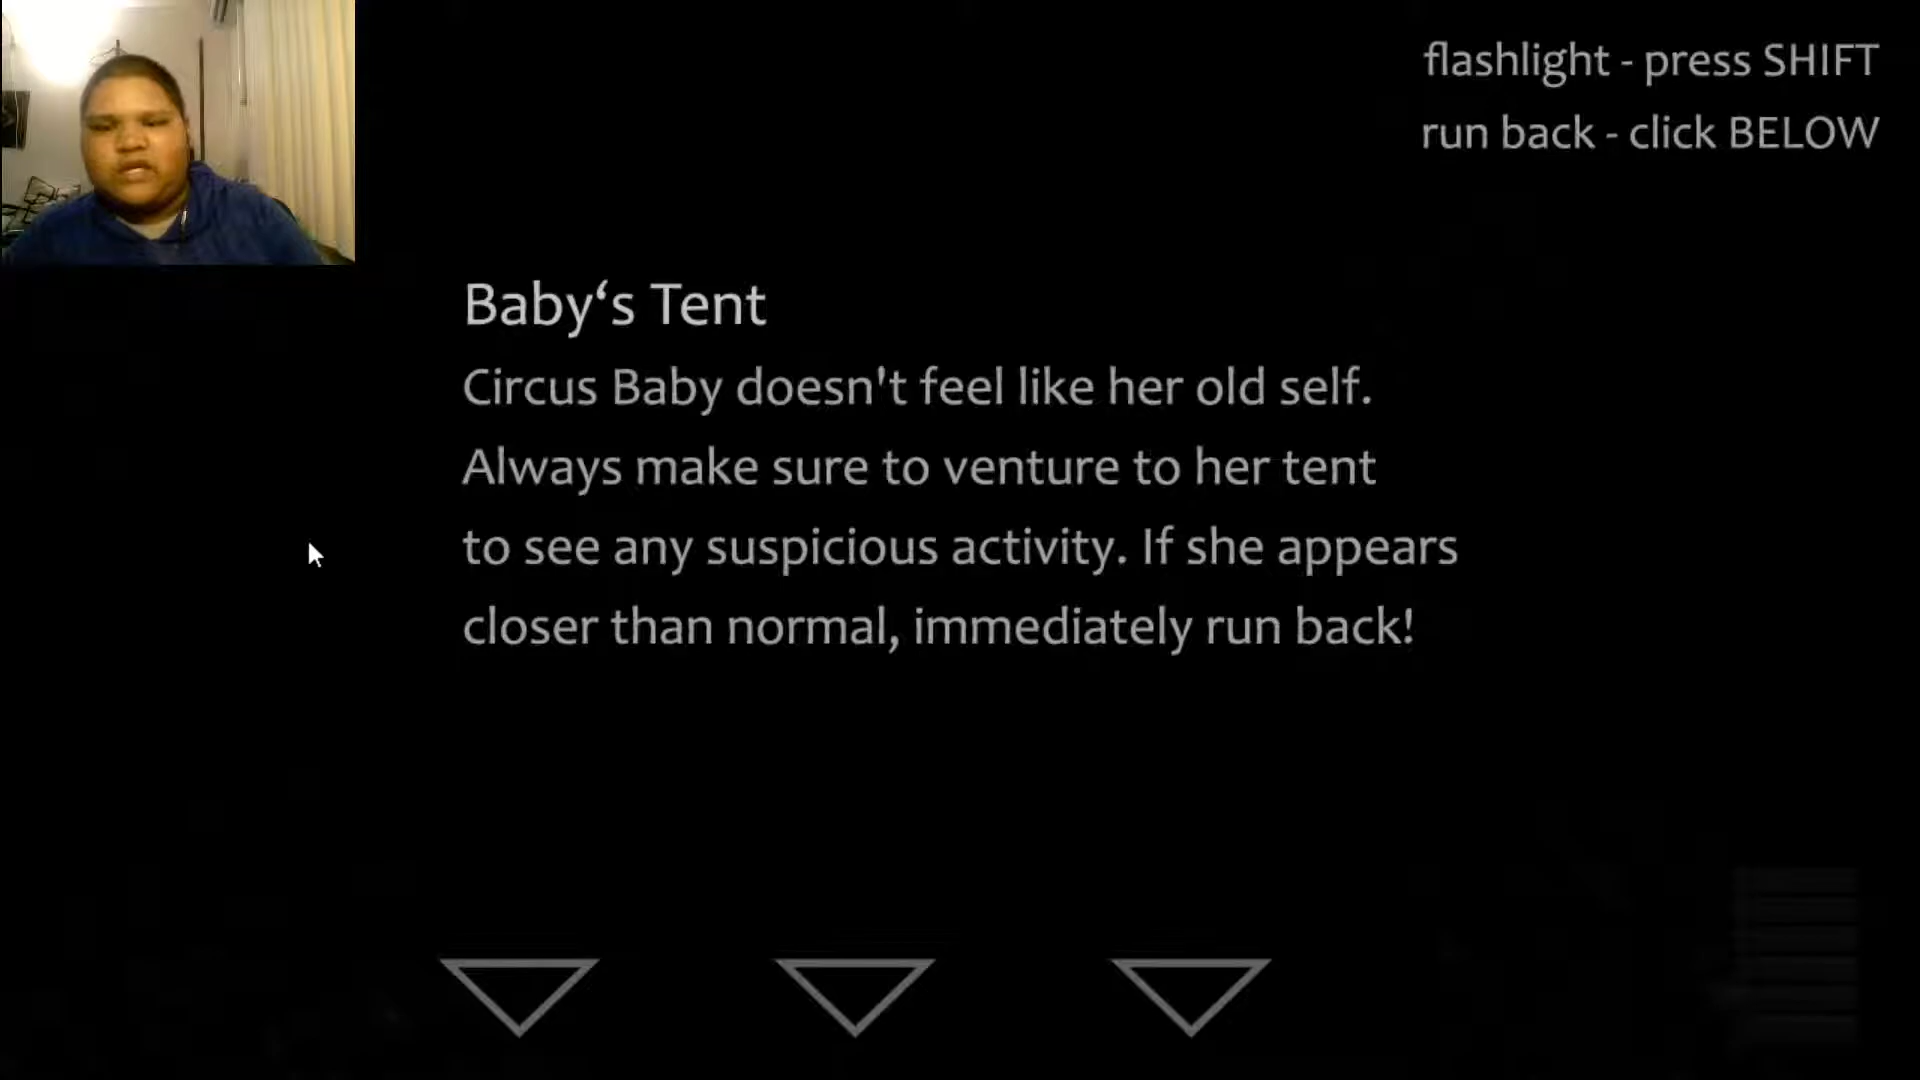 flashlight - press SHIFT
run back - click BELOW
Baby‘s Tent
Circus Baby doesn't feel like her old self.
Always make sure to venture to her tent
to see any suspicious activity. If she appears
closer than normal, immediately run back!